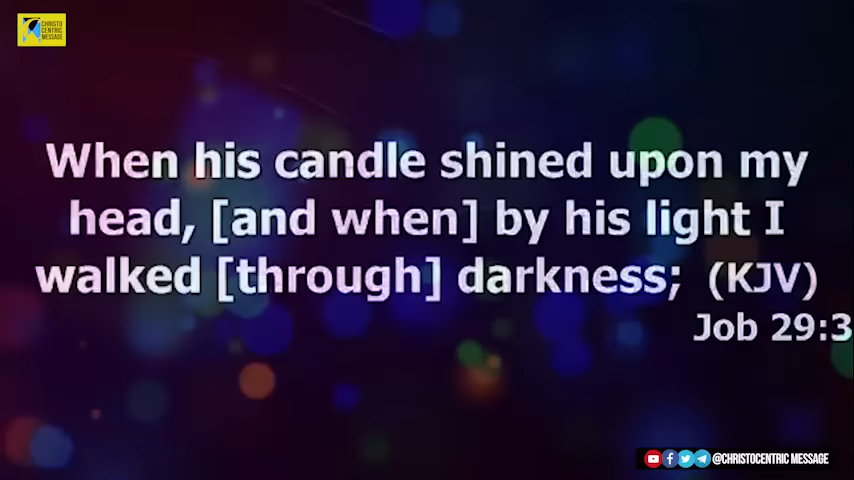 CHRISTO
CENTRIC
MESSAGE
When his candle shined upon my
head, [and when] by his light I
walked [through] darkness; (KJV)
Job 29:3
@CHRISTOCENTRIC MESSAGE